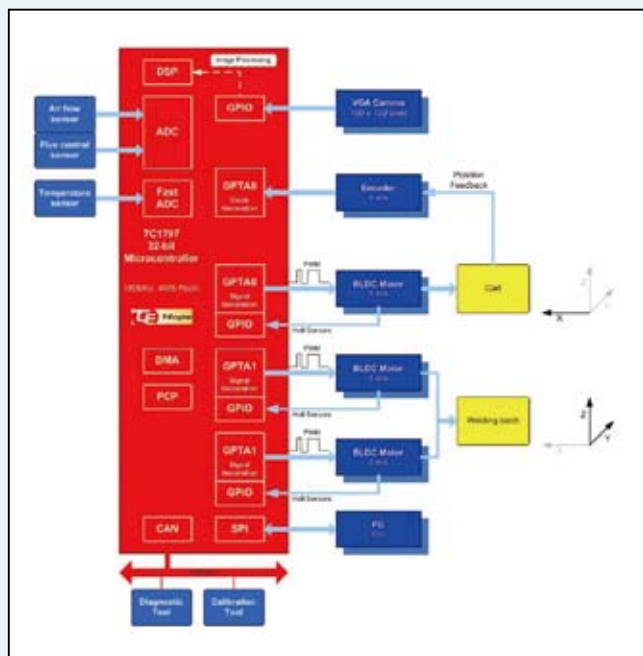 Image Processing
DSP
GPIO
VGA Camera
Air flow
sensor
ADC
Flux control
sensor
GPTA0
Encoder
Position
Feedback
Temperature
sensor
Fast
ADC
TC1797
32-bit
Microcontroller
PWM
GPTA0
Signal Generation
BLDC Motor
Cart
X
TriCore
GPIO
Hall Sensors
PWM
DMA
GPTA1
Signal Generation
BLDC Motor
PCP
GPIO
Hall Sensors
Welding torch
Z
Y
PWM
GPTA1
Signal Generation
BLDC Motor
GPIO
Hall Sensors
CAN
SPI
PC
Diagnostic
Tool
Calibration
Tool